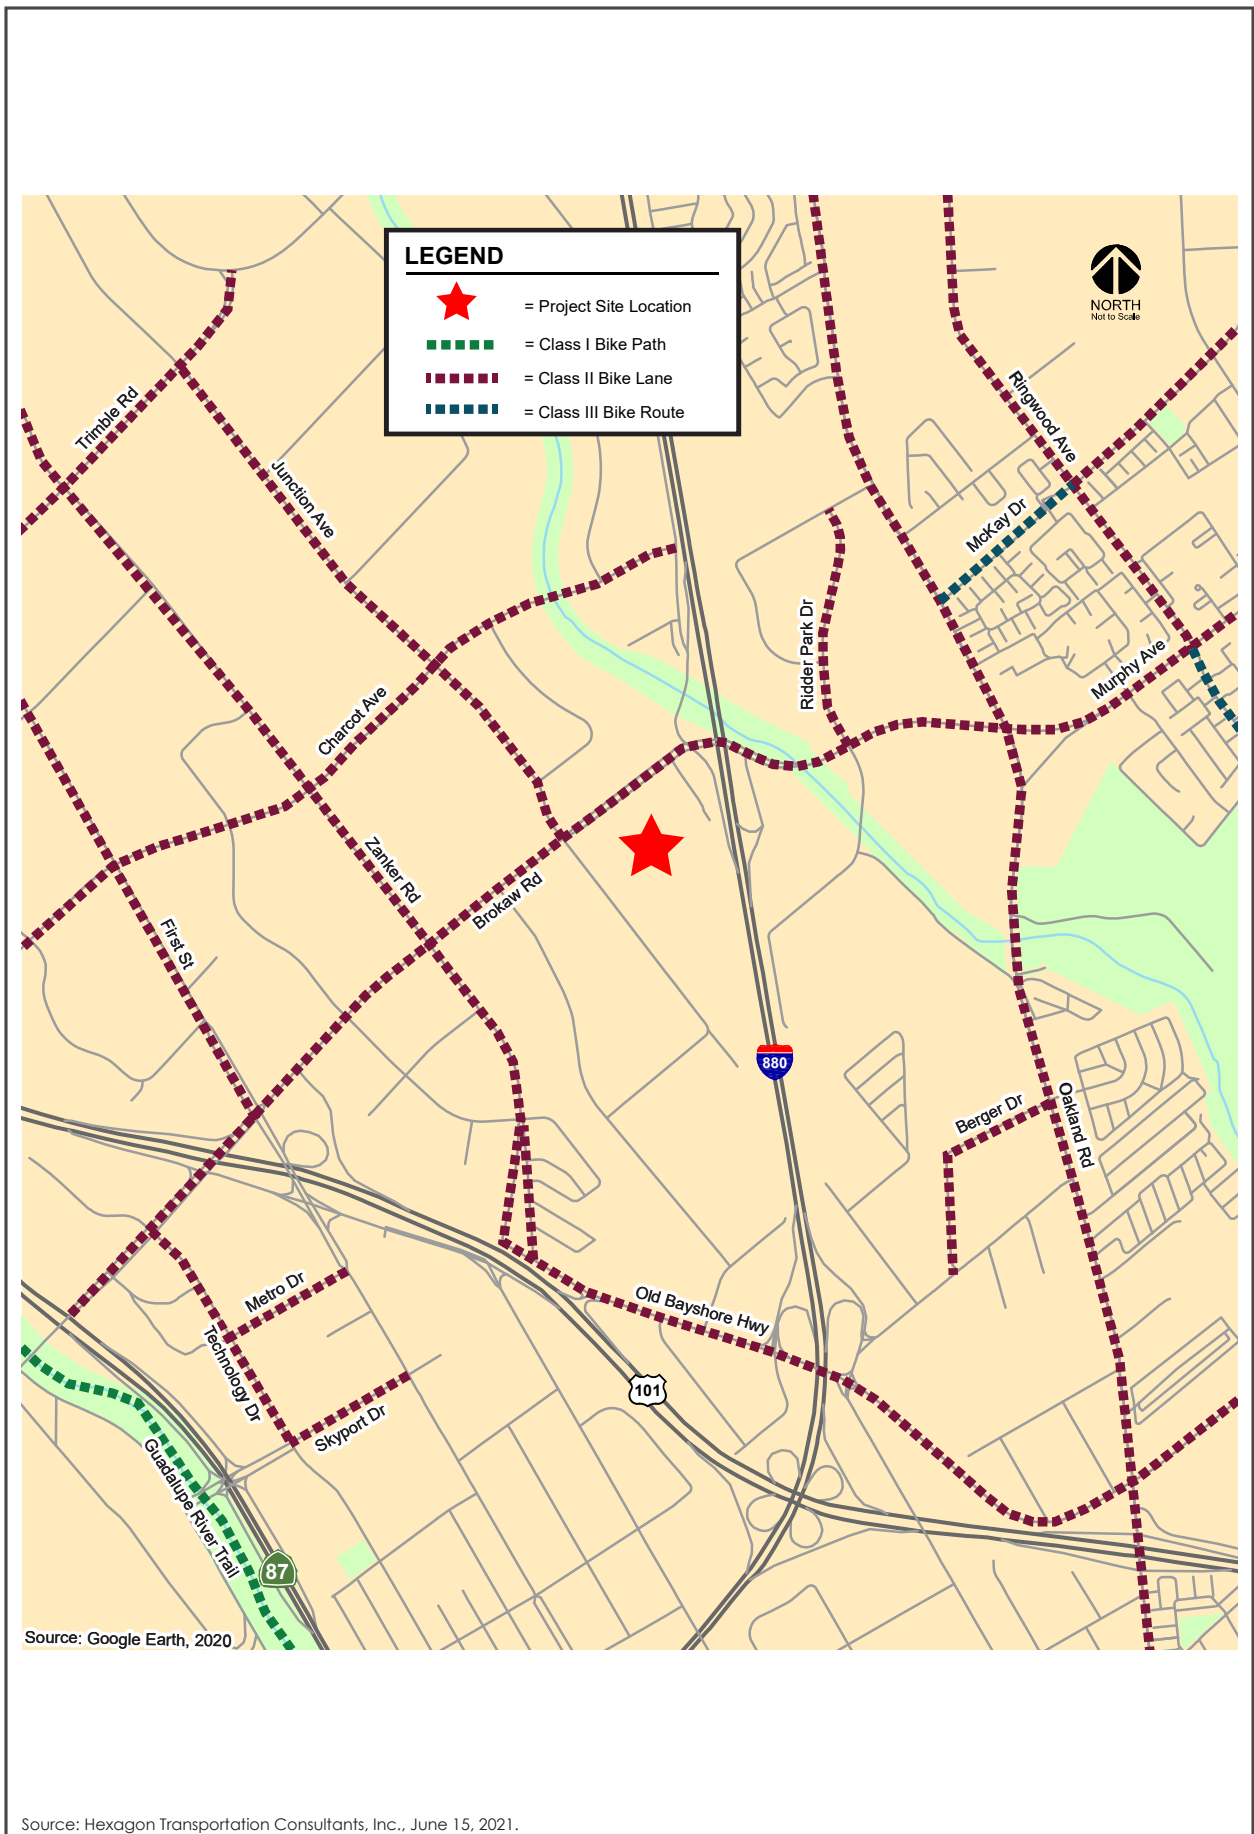 LEGEND
= Project Site Location
= Class I Bike Path
= Class II Bike Lane
= Class III Bike Route
NORTH
Not to Scale
Trimble Rd
Junction Ave
Ringwood Ave
McKay Dr
Ridder Park Dr
Murphy Ave
Charcot Ave
Zanker Rd
Brokaw Rd
First St
880
Berger Dr
Oakland Rd
Metro Dr
Old Bayshore Hwy
Technology Dr
101
Skyport Dr
Guadalupe River Trail
87
Source: Google Earth, 2020
Source: Hexagon Transportation Consultants, Inc., June 15, 2021.